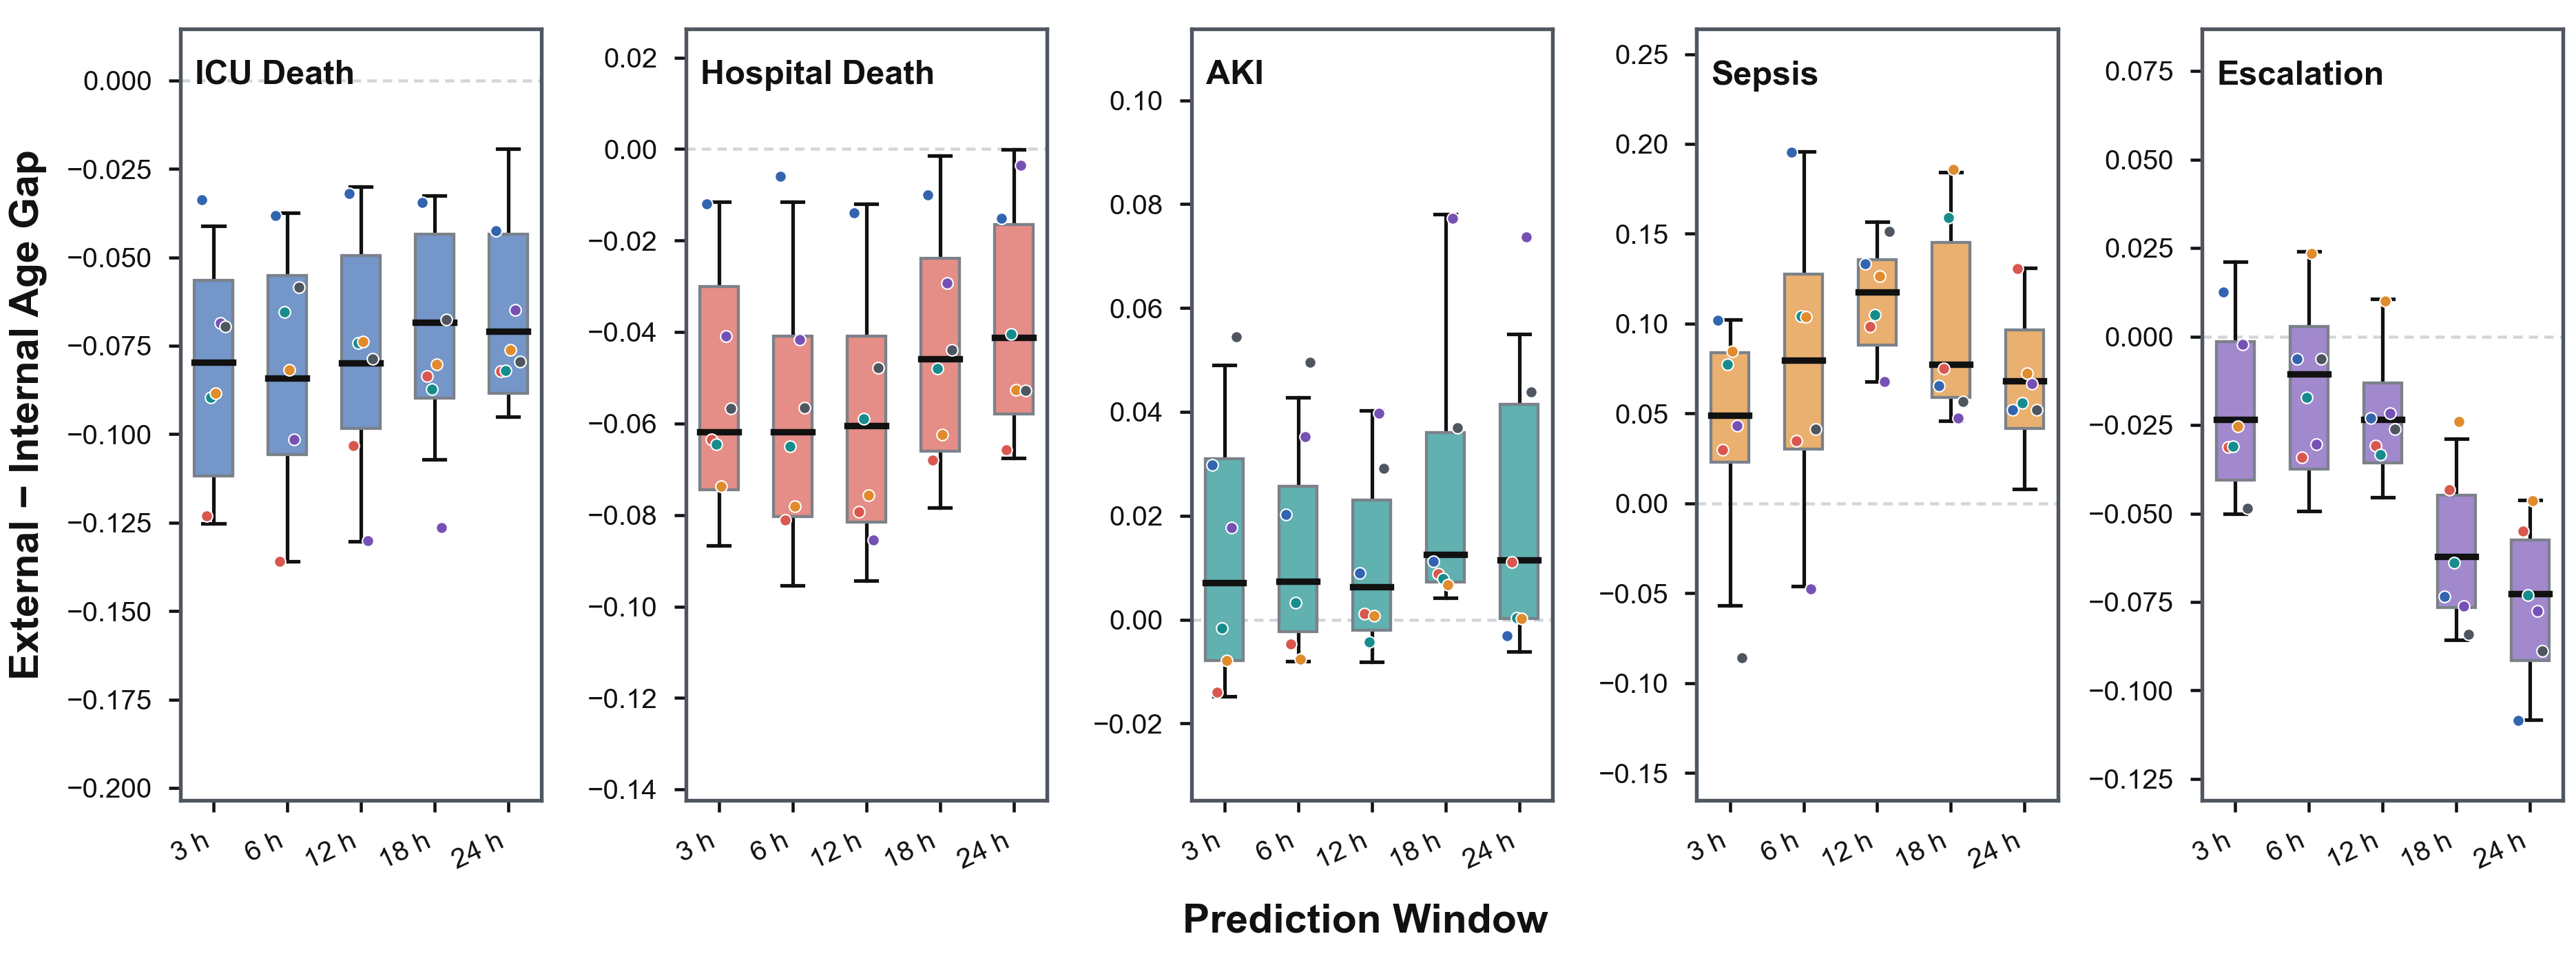 External − Internal Age Gap
ICU Death
0.000
−0.025
−0.050
−0.075
−0.100
−0.125
−0.150
−0.175
−0.200
3 h
6 h
12 h
18 h
24 h
Hospital Death
0.02
0.00
−0.02
−0.04
−0.06
−0.08
−0.10
−0.12
−0.14
3 h
6 h
12 h
18 h
24 h
AKI
0.10
0.08
0.06
0.04
0.02
0.00
−0.02
3 h
6 h
12 h
18 h
24 h
Sepsis
0.25
0.20
0.15
0.10
0.05
0.00
−0.05
−0.10
−0.15
3 h
6 h
12 h
18 h
24 h
Escalation
0.075
0.050
0.025
0.000
−0.025
−0.050
−0.075
−0.100
−0.125
3 h
6 h
12 h
18 h
24 h
Prediction Window